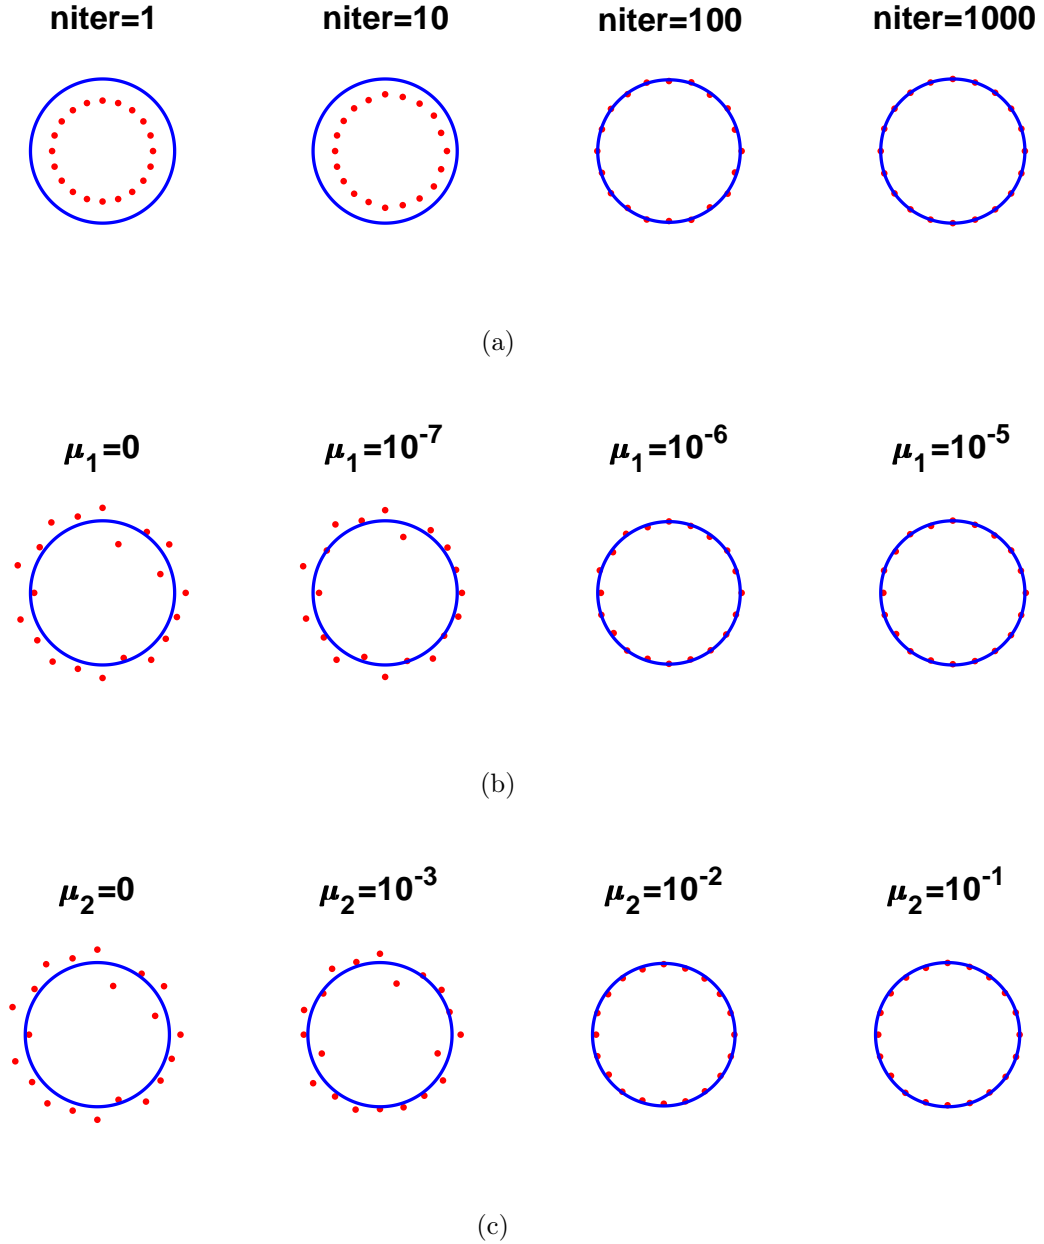 niter=1 niter=10 niter=100 niter=1000
(a)
μ₁=0 μ₁=10⁻⁷ μ₁=10⁻⁶ μ₁=10⁻⁵
(b)
μ₂=0 μ₂=10⁻³ μ₂=10⁻² μ₂=10⁻¹
(c)